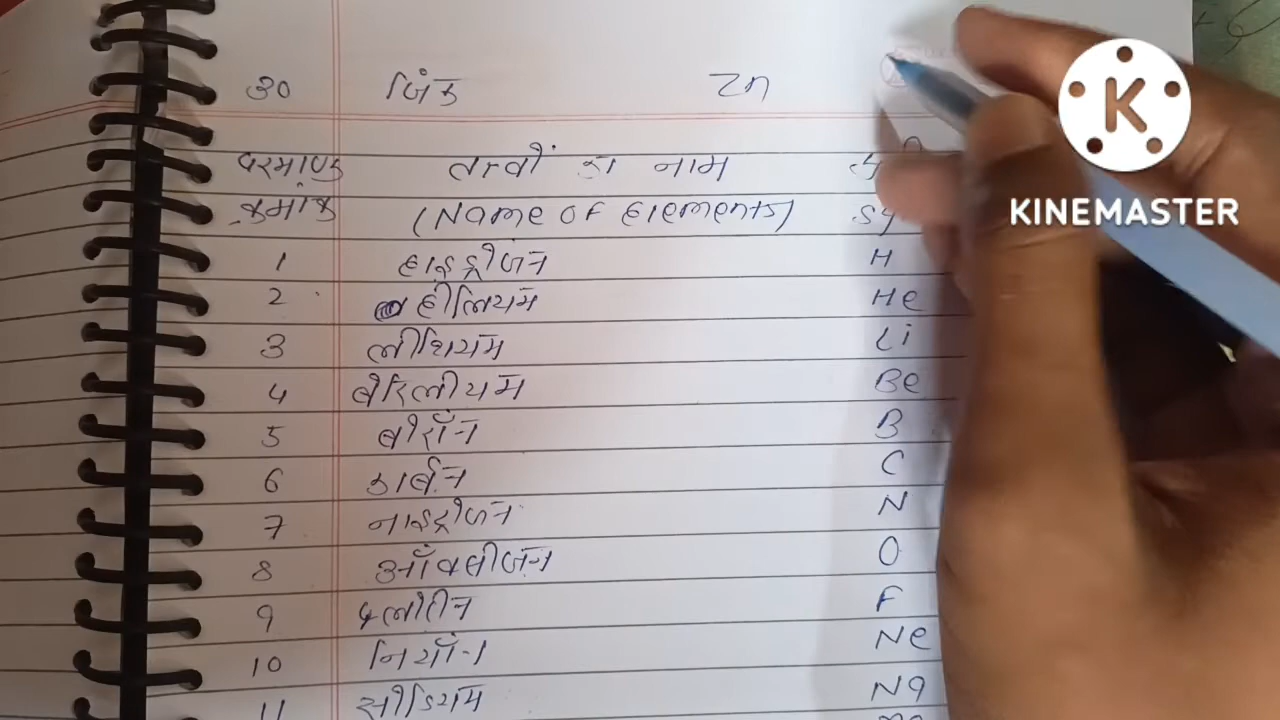 30 जिंक Zn
परमाणु तत्वों का नाम
क्रमांक (Name of Elements)
1 हाइड्रोजन H
2 हीलियम He
3 लीथियम Li
4 बेरिलीयम Be
5 बोरॉन B
6 कार्बन C
7 नाइट्रोजन N
8 ऑक्सीजन O
9 फ्लोरीन F
10 नियॉन Ne
11 सोडियम Na
K
KINEMASTER